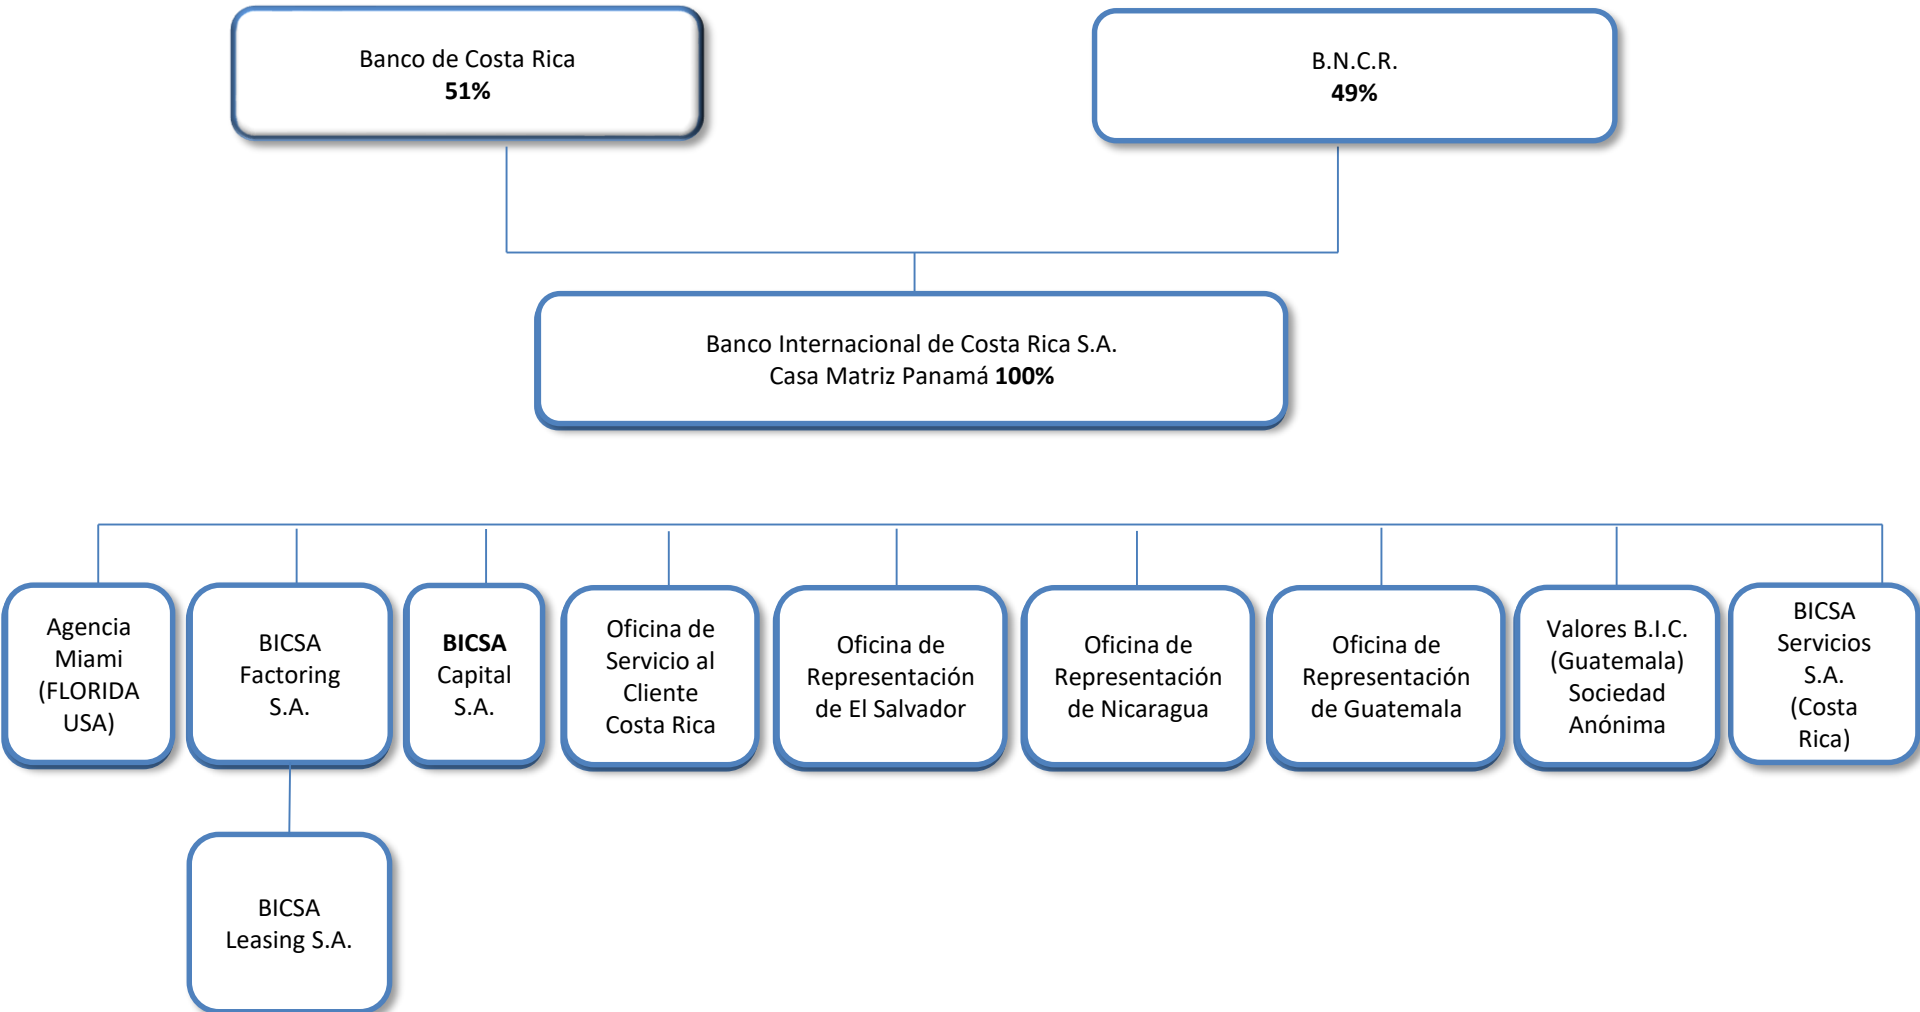 Banco de Costa Rica
51%
B.N.C.R.
49%
Banco Internacional de Costa Rica S.A.
Casa Matriz Panamá 100%
Agencia
Miami
(FLORIDA
USA)
BICSA
Factoring
S.A.
BICSA
Capital
S.A.
Oficina de
Servicio al
Cliente
Costa Rica
Oficina de
Representación
de El Salvador
Oficina de
Representación
de Nicaragua
Oficina de
Representación
de Guatemala
Valores B.I.C.
(Guatemala)
Sociedad
Anónima
BICSA
Servicios
S.A.
(Costa
Rica)
BICSA
Leasing S.A.